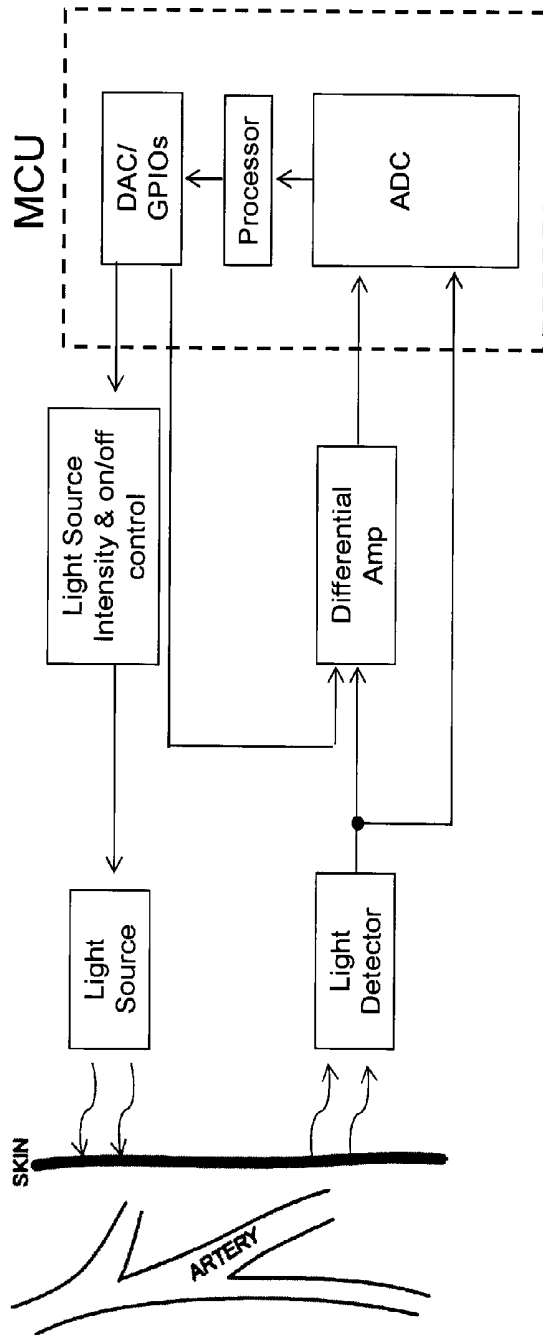 MCU
SKIN
ARTERY
Light
Source
Light Source
Intensity & on/off
control
DAC/
GPIOs
Processor
ADC
Light
Detector
Differential
Amp